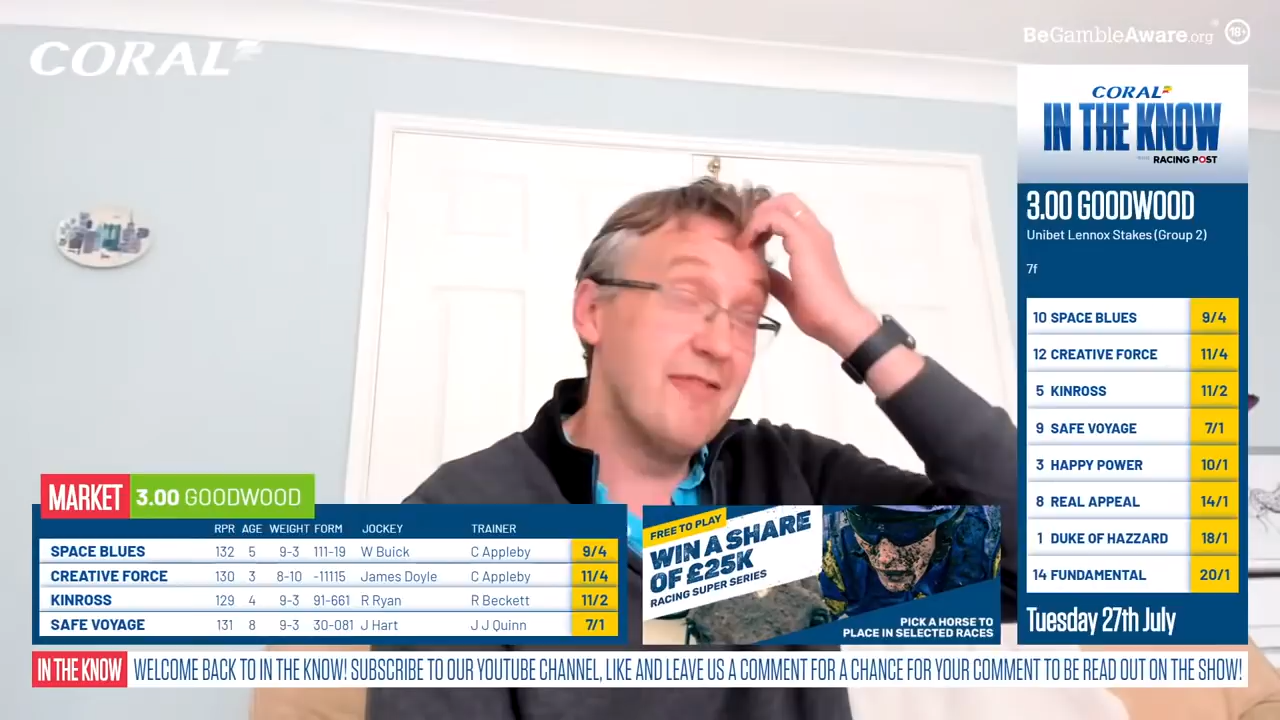 CORAL
BeGambleAware.org 18+
CORAL
IN THE KNOW
WITH RACING POST
3.00 GOODWOOD
Unibet Lennox Stakes (Group 2)
7f
10 SPACE BLUES 9/4
12 CREATIVE FORCE 11/4
5 KINROSS 11/2
9 SAFE VOYAGE 7/1
3 HAPPY POWER 10/1
8 REAL APPEAL 14/1
1 DUKE OF HAZZARD 18/1
14 FUNDAMENTAL 20/1
Tuesday 27th July
MARKET 3.00 GOODWOOD
RPR AGE WEIGHT FORM JOCKEY TRAINER
SPACE BLUES 132 5 9-3 111-19 W Buick C Appleby 9/4
CREATIVE FORCE 130 3 8-10 -11115 James Doyle C Appleby 11/4
KINROSS 129 4 9-3 91-661 R Ryan R Beckett 11/2
SAFE VOYAGE 131 8 9-3 30-081 J Hart J J Quinn 7/1
FREE TO PLAY
WIN A SHARE
OF £25K
RACING SUPER SERIES
PICK A HORSE TO
PLACE IN SELECTED RACES
IN THE KNOW WELCOME BACK TO IN THE KNOW! SUBSCRIBE TO OUR YOUTUBE CHANNEL, LIKE AND LEAVE US A COMMENT FOR A CHANCE FOR YOUR COMMENT TO BE READ OUT ON THE SHOW!